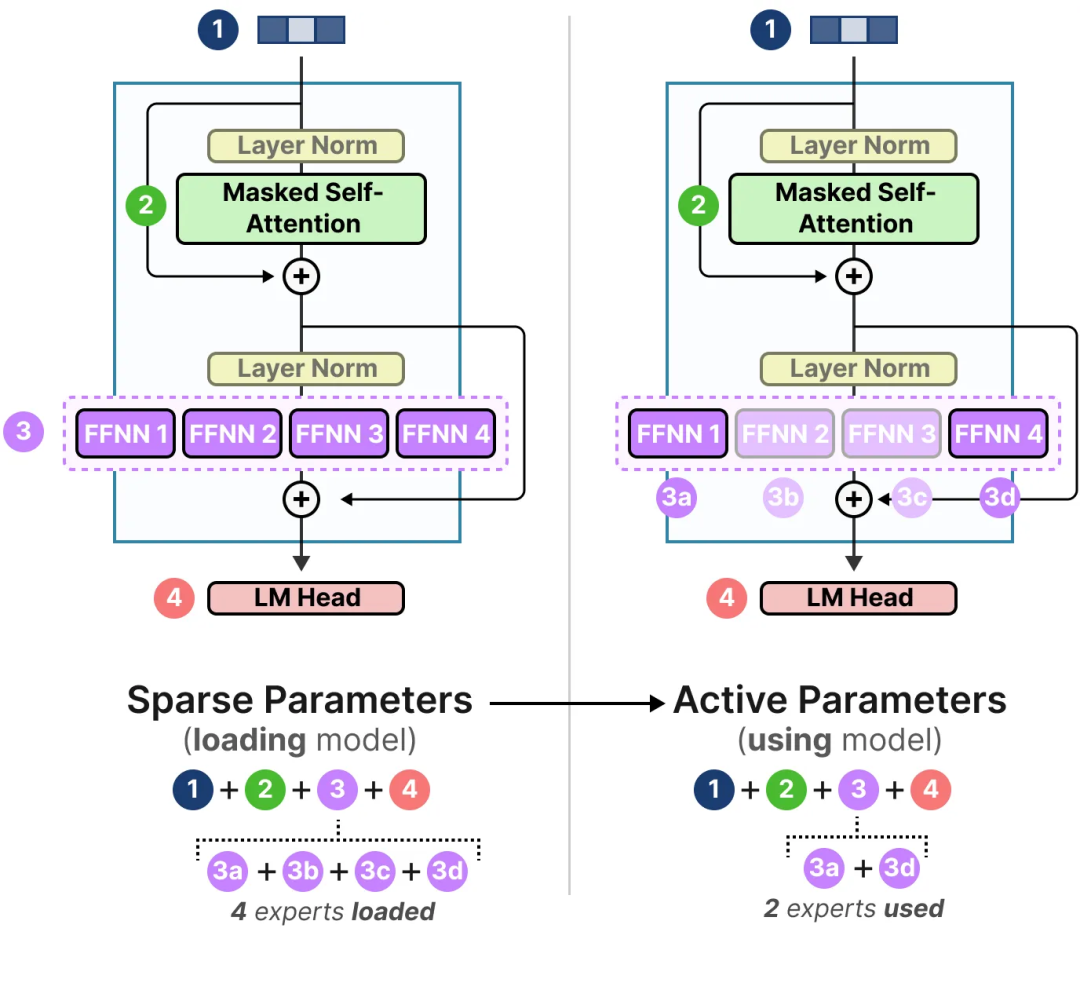 1
Layer Norm
2
Masked Self-
Attention
+
Layer Norm
3
FFNN 1 FFNN 2 FFNN 3 FFNN 4
+
4
LM Head
Sparse Parameters
(loading model)
1 + 2 + 3 + 4
3a + 3b + 3c + 3d
4 experts loaded
1
Layer Norm
2
Masked Self-
Attention
+
Layer Norm
FFNN 1 FFNN 2 FFNN 3 FFNN 4
3a 3b + 3c 3d
4
LM Head
Active Parameters
(using model)
1 + 2 + 3 + 4
3a + 3d
2 experts used